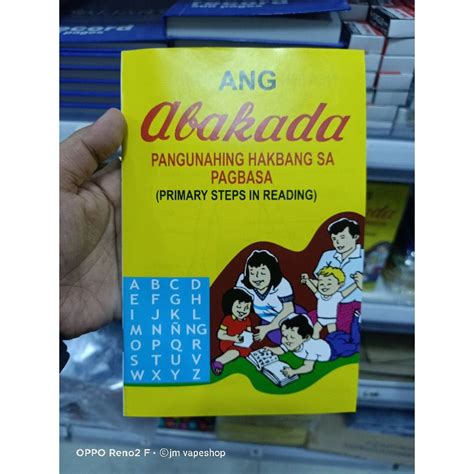 ANG
Abakada
PANGUNAHING HAKBANG SA
PAGBASA
(PRIMARY STEPS IN READING)
A B C D
E F G H
I J K L
M N Ñ NG
O P Q R
S T U V
W X Y Z
OPPO Reno2 F • ©jm vapeshop